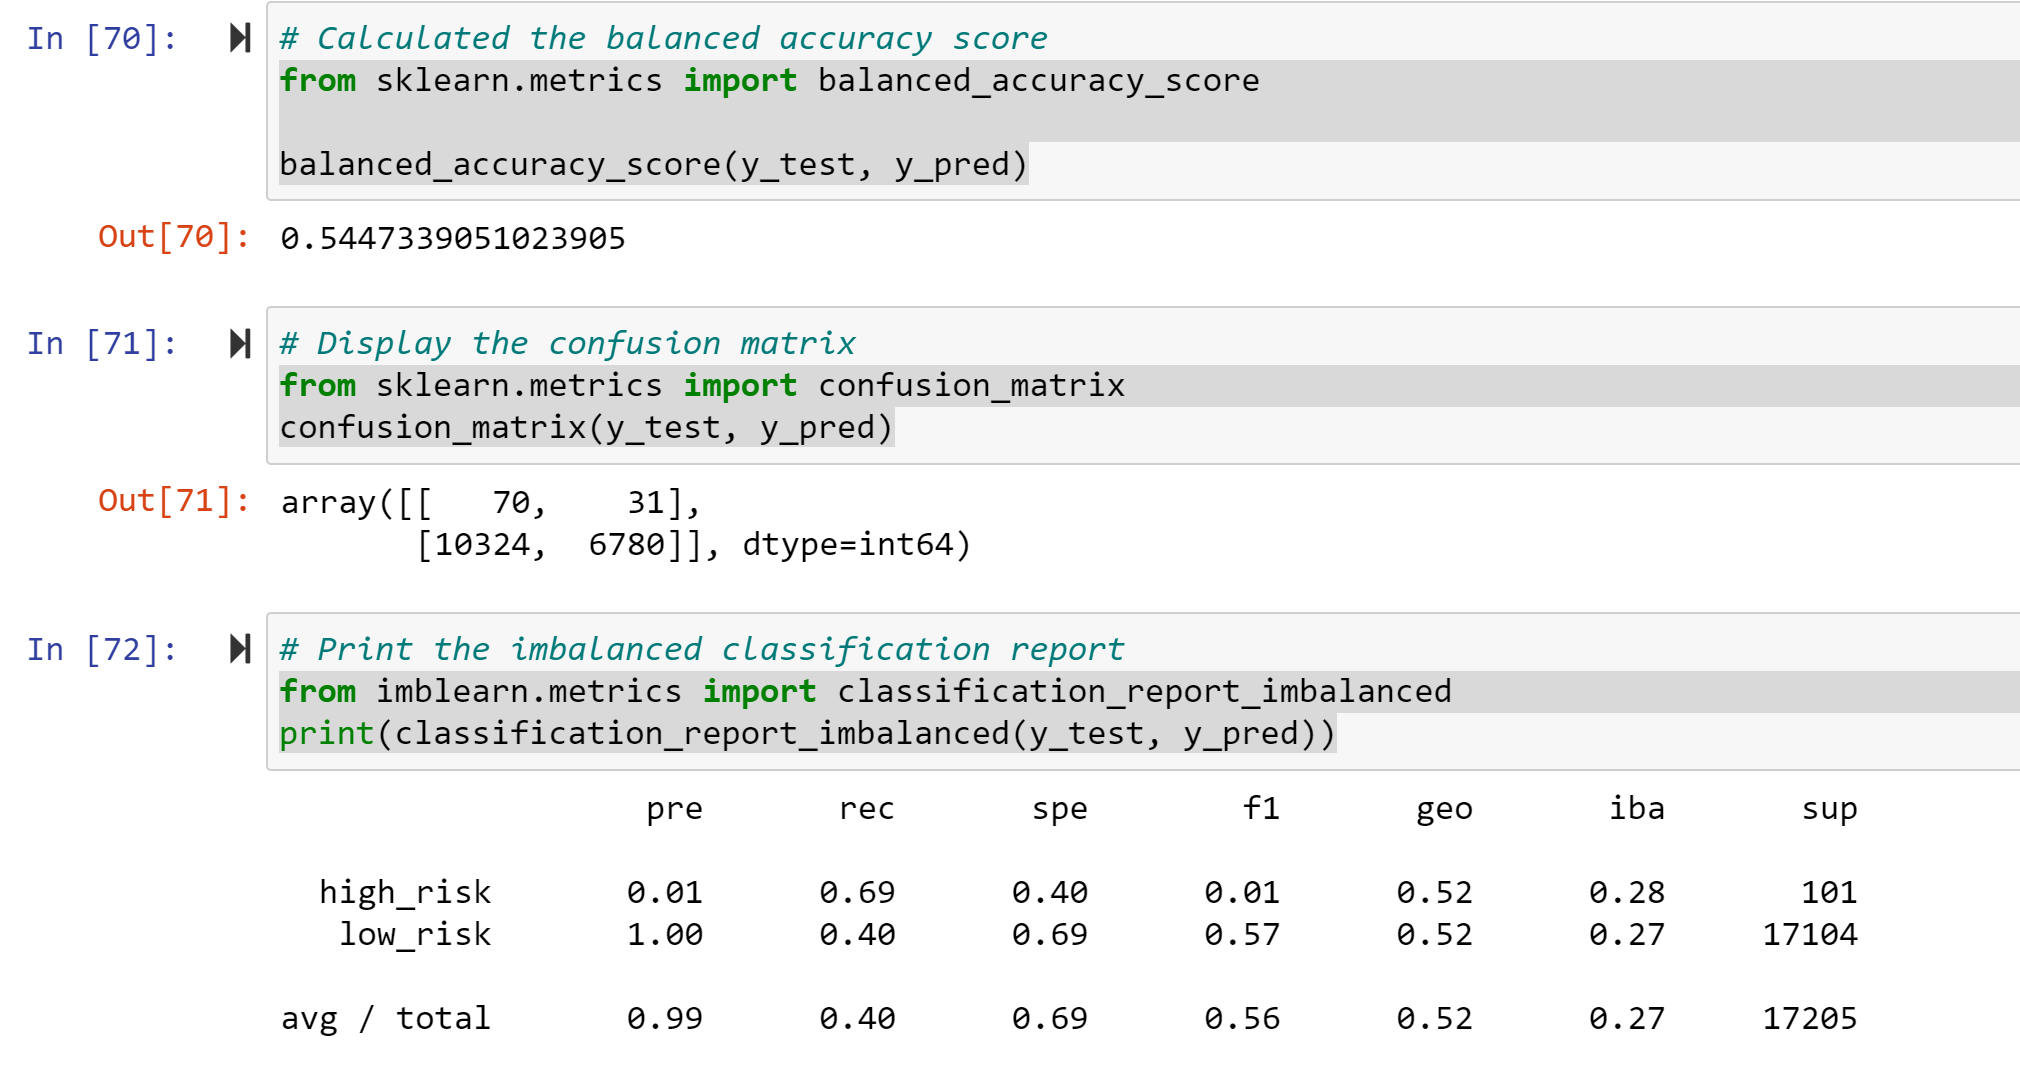 In [70]: # Calculated the balanced accuracy score
from sklearn.metrics import balanced_accuracy_score
balanced_accuracy_score(y_test, y_pred)
Out[70]: 0.5447339051023905
In [71]: # Display the confusion matrix
from sklearn.metrics import confusion_matrix
confusion_matrix(y_test, y_pred)
Out[71]: array([[   70,    31],
       [10324,  6780]], dtype=int64)
In [72]: # Print the imbalanced classification report
from imblearn.metrics import classification_report_imbalanced
print(classification_report_imbalanced(y_test, y_pred))
pre rec spe f1 geo iba sup
high_risk 0.01 0.69 0.40 0.01 0.52 0.28 101
low_risk 1.00 0.40 0.69 0.57 0.52 0.27 17104
avg / total 0.99 0.40 0.69 0.56 0.52 0.27 17205